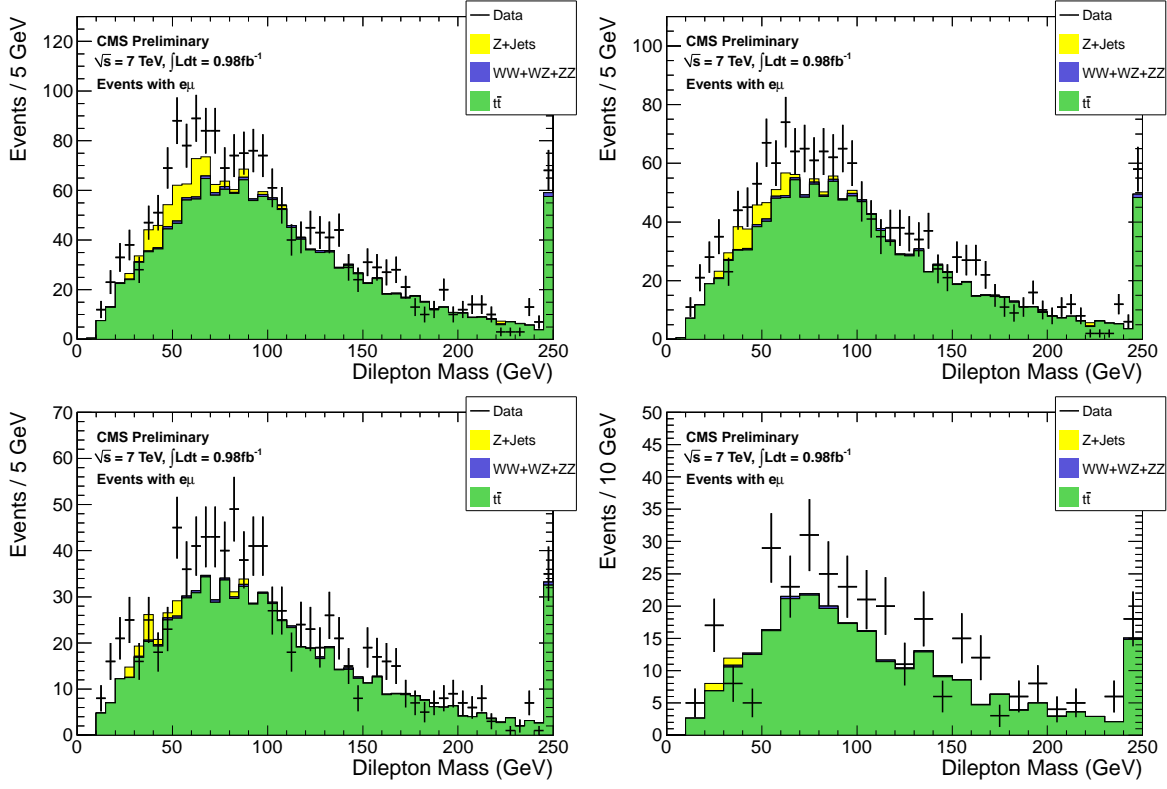 Events / 5 GeV
120
100
80
60
40
20
0
CMS Preliminary
√s = 7 TeV, ∫Ldt = 0.98fb⁻¹
Events with eμ
Data
Z+Jets
WW+WZ+ZZ
tt̄
0 50 100 150 200 250
Dilepton Mass (GeV)
Events / 5 GeV
100
80
60
40
20
0
CMS Preliminary
√s = 7 TeV, ∫Ldt = 0.98fb⁻¹
Events with eμ
Data
Z+Jets
WW+WZ+ZZ
tt̄
0 50 100 150 200 250
Dilepton Mass (GeV)
Events / 5 GeV
70
60
50
40
30
20
10
0
CMS Preliminary
√s = 7 TeV, ∫Ldt = 0.98fb⁻¹
Events with eμ
Data
Z+Jets
WW+WZ+ZZ
tt̄
0 50 100 150 200 250
Dilepton Mass (GeV)
Events / 10 GeV
50
45
40
35
30
25
20
15
10
5
0
CMS Preliminary
√s = 7 TeV, ∫Ldt = 0.98fb⁻¹
Events with eμ
Data
Z+Jets
WW+WZ+ZZ
tt̄
0 50 100 150 200 250
Dilepton Mass (GeV)